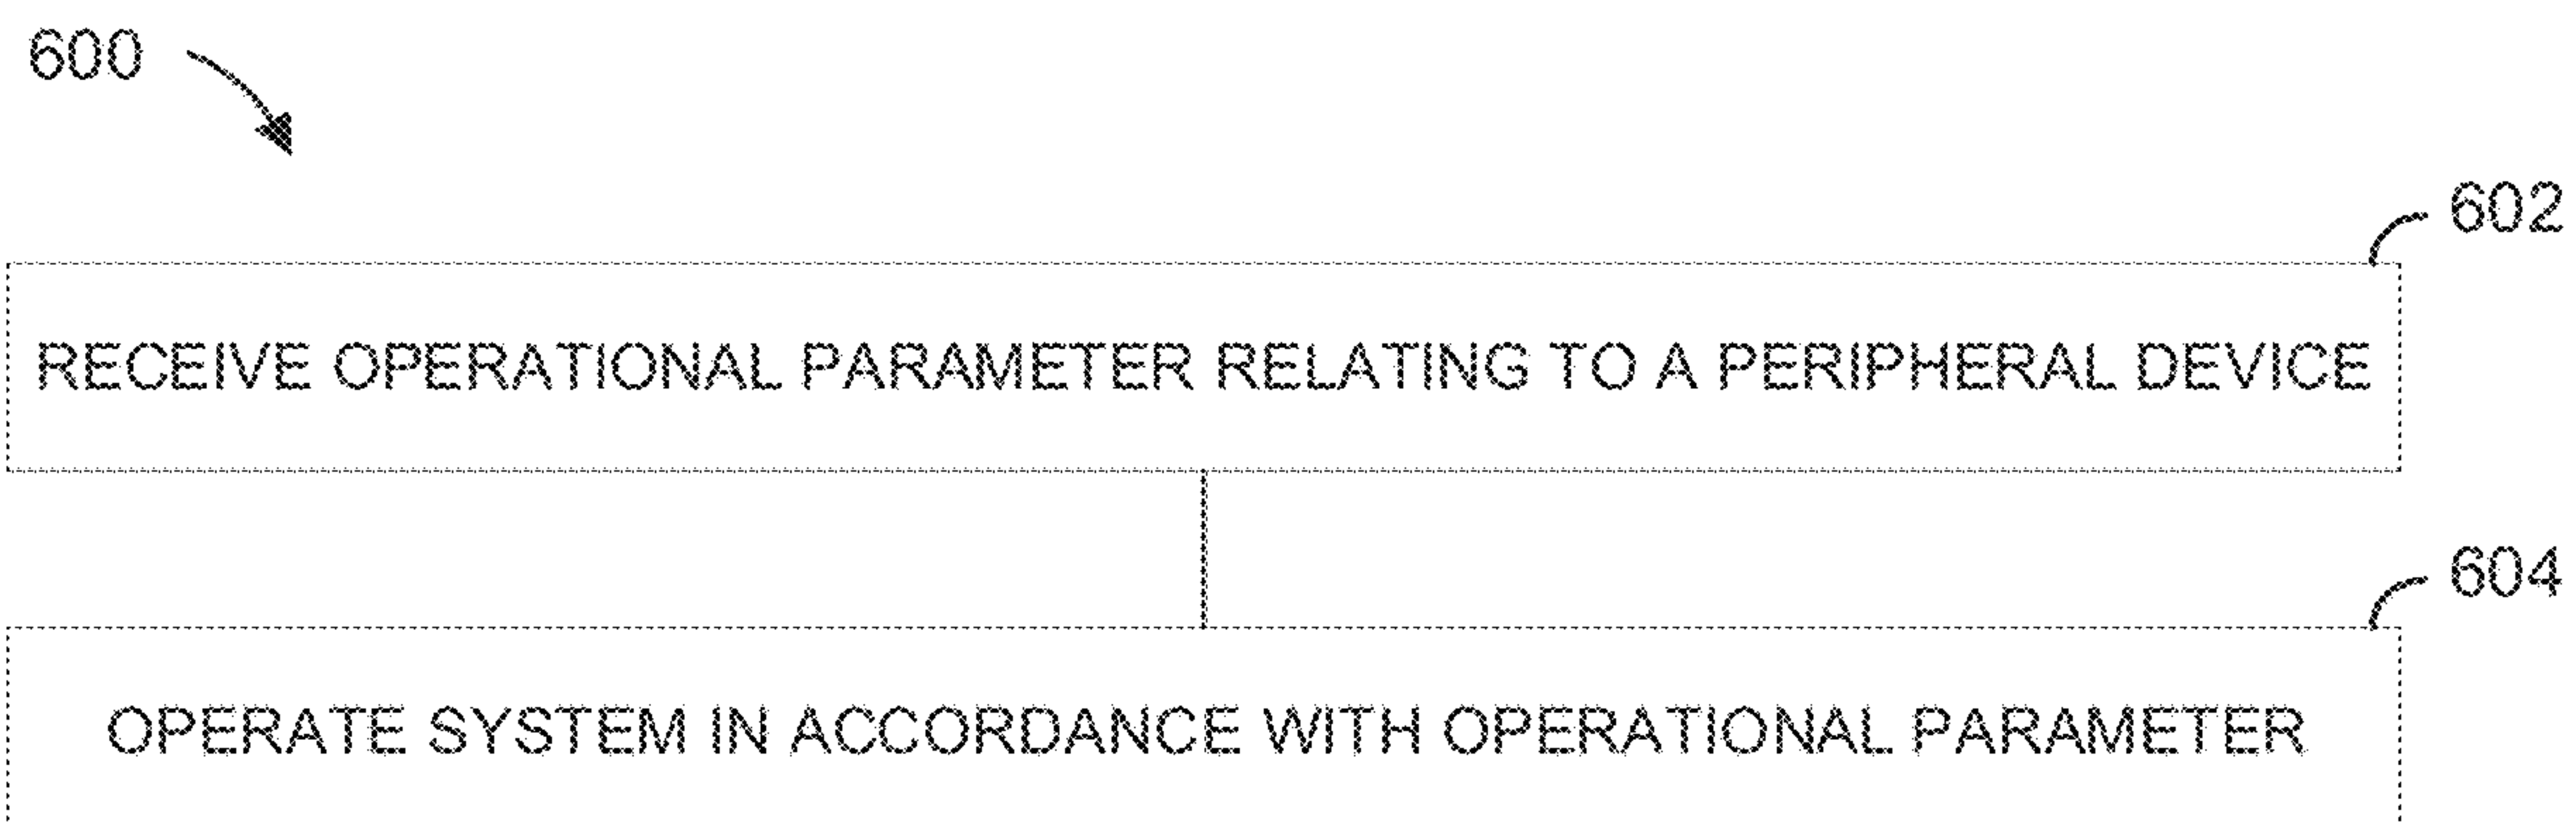 600
602
RECEIVE OPERATIONAL PARAMETER RELATING TO A PERIPHERAL DEVICE
604
OPERATE SYSTEM IN ACCORDANCE WITH OPERATIONAL PARAMETER